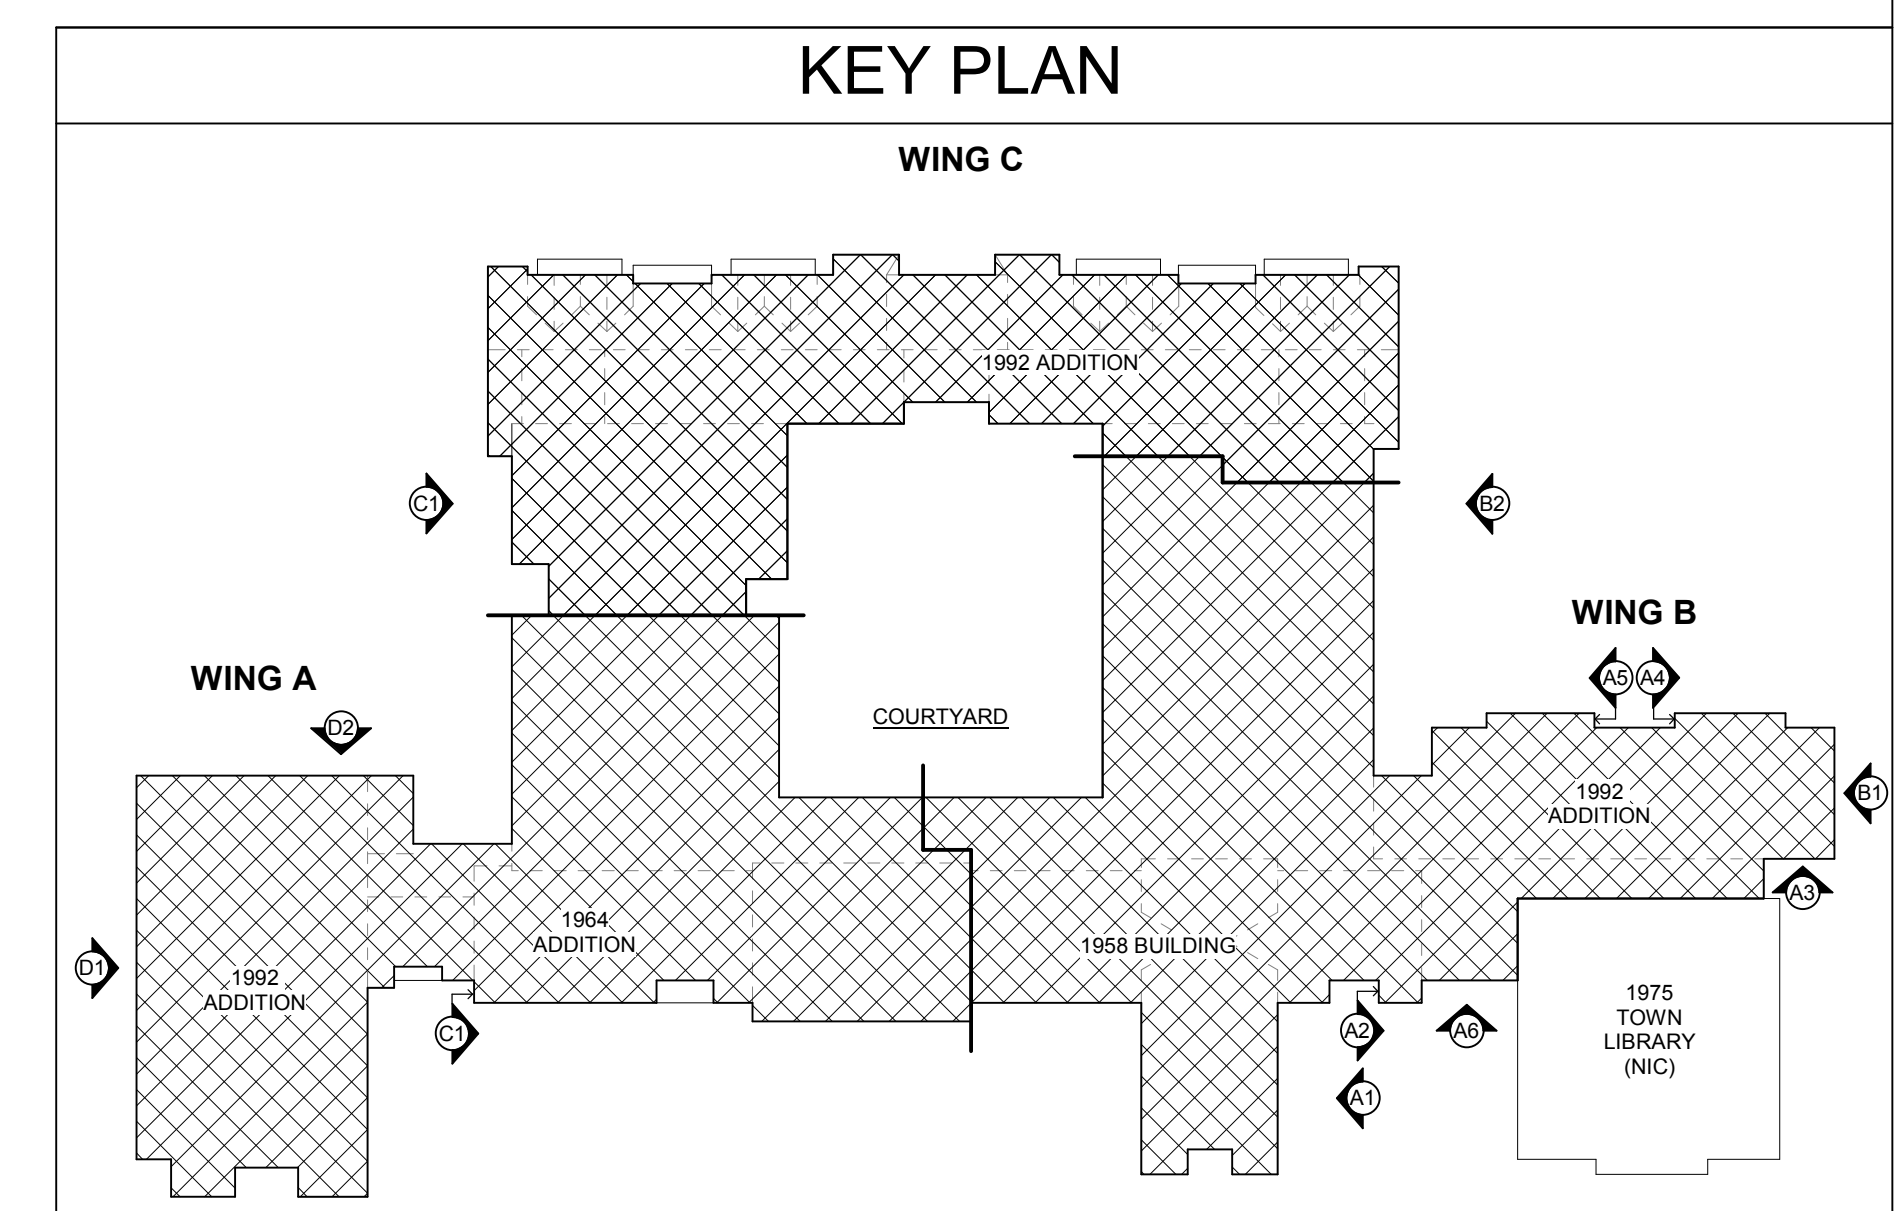 KEY PLAN
WING C
1992 ADDITION
C1
B2
WING B
WING A
A5
A4
D2
COURTYARD
1992
ADDITION
B1
A3
1964
ADDITION
1958 BUILDING
D1
1992
ADDITION
C1
A2
A6
1975
TOWN
LIBRARY
(NIC)
A1